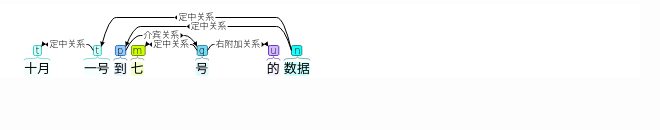 定中关系
定中关系
介宾关系
定中关系 定中关系 右附加关系
t t p m q u n
十月 一号 到 七 号 的 数据